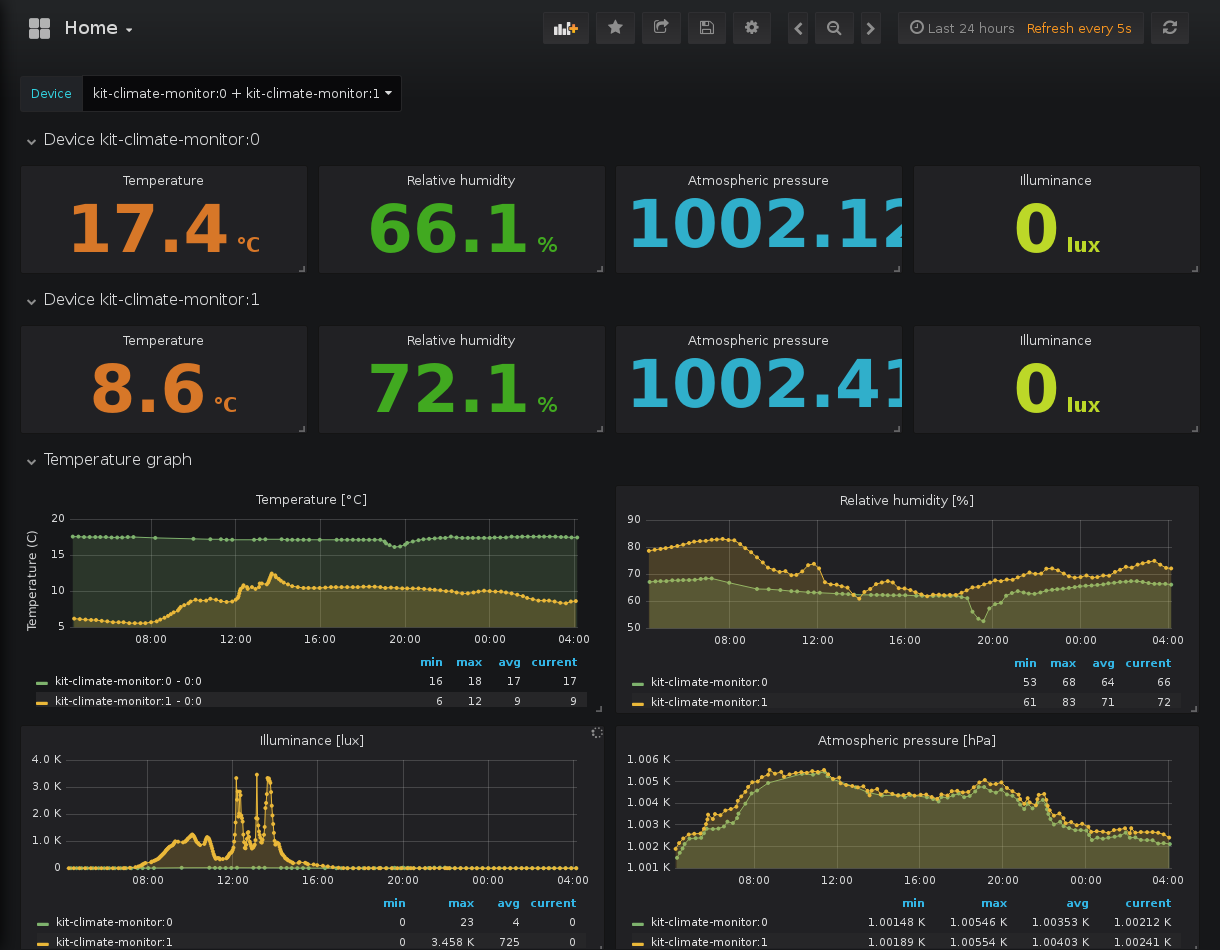 Home
Last 24 hours Refresh every 5s
Device kit-climate-monitor:0 + kit-climate-monitor:1
Device kit-climate-monitor:0
Temperature Relative humidity Atmospheric pressure Illuminance
17.4 °C 66.1 % 1002.12 0 lux
Device kit-climate-monitor:1
Temperature Relative humidity Atmospheric pressure Illuminance
8.6 °C 72.1 % 1002.41 0 lux
Temperature graph
Temperature [°C]
Temperature (C)
20
15
10
5
08:00 12:00 16:00 20:00 00:00 04:00
min max avg current
kit-climate-monitor:0 - 0:0 16 18 17 17
kit-climate-monitor:1 - 0:0 6 12 9 9
Relative humidity [%]
90
80
70
60
50
08:00 12:00 16:00 20:00 00:00 04:00
min max avg current
kit-climate-monitor:0 53 68 64 66
kit-climate-monitor:1 61 83 71 72
Illuminance [lux]
4.0 K
3.0 K
2.0 K
1.0 K
0
08:00 12:00 16:00 20:00 00:00 04:00
min max avg current
kit-climate-monitor:0 0 23 4 0
kit-climate-monitor:1 0 3.458 K 725 0
Atmospheric pressure [hPa]
1.006 K
1.005 K
1.004 K
1.003 K
1.002 K
1.001 K
08:00 12:00 16:00 20:00 00:00 04:00
min max avg current
kit-climate-monitor:0 1.00148 K 1.00546 K 1.00353 K 1.00212 K
kit-climate-monitor:1 1.00189 K 1.00554 K 1.00403 K 1.00241 K